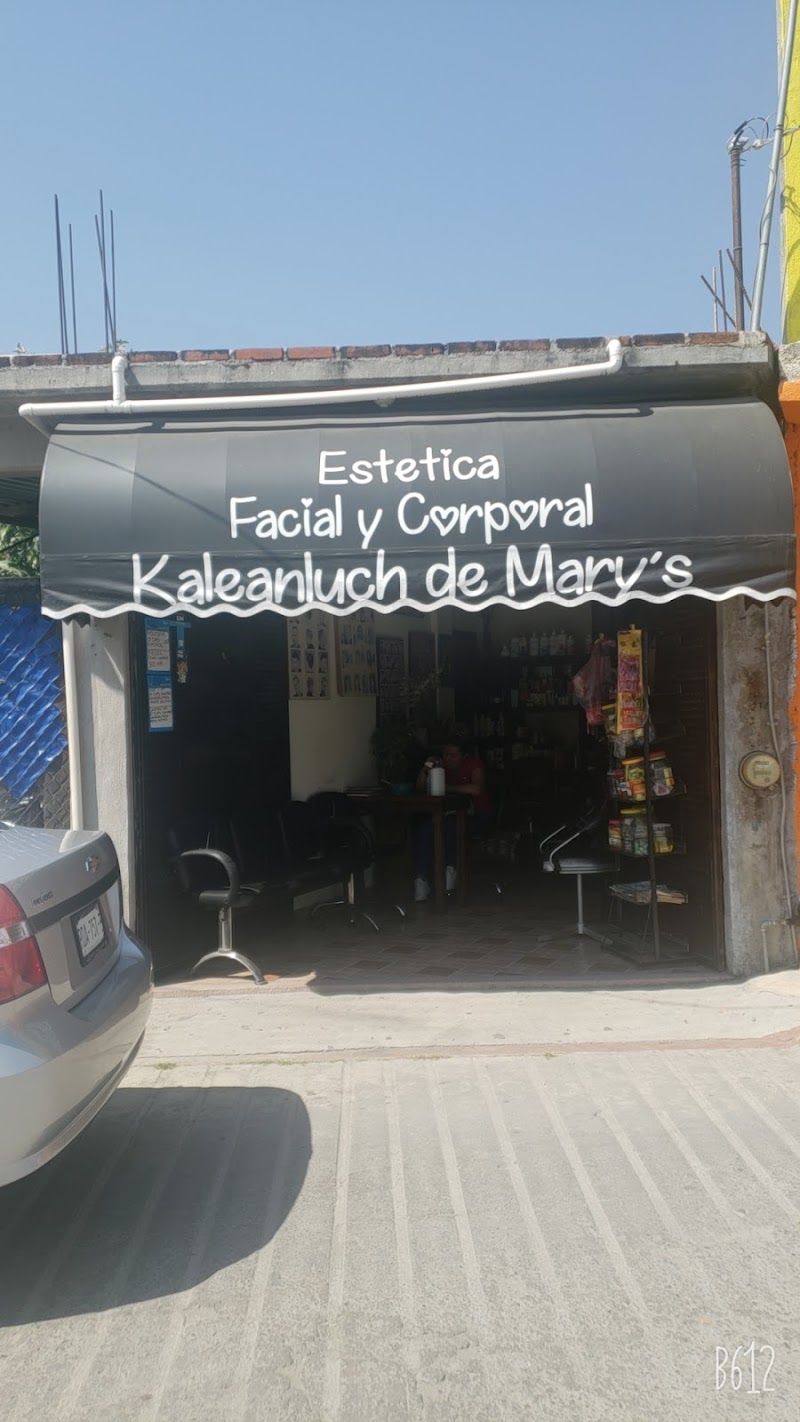 Estetica
Facial y Corporal
Kaleanluch de Mary's
B612